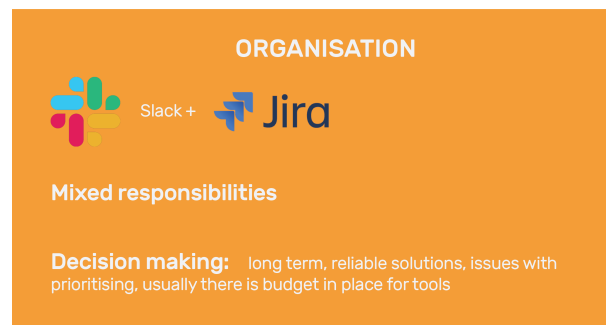 ORGANISATION
Slack + Jira
Mixed responsibilities
Decision making: long term, reliable solutions, issues with
prioritising, usually there is budget in place for tools